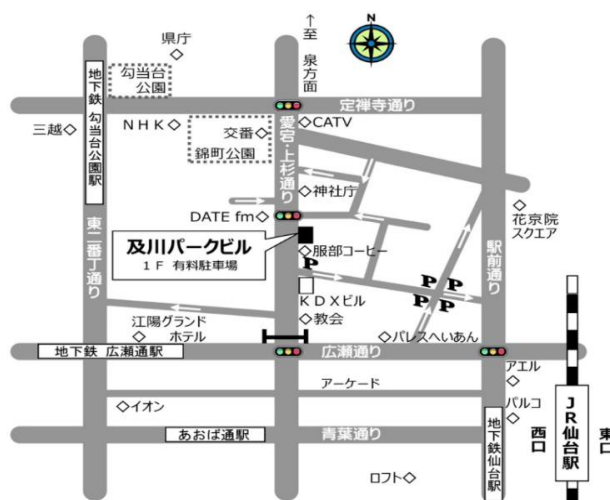 ↑至 泉方面
N
県庁
勾当台
公園
地下鉄 勾当台公園駅
定禅寺通り
三越
NHK
交番
錦町公園
CATV
愛宕・上杉通り
神社庁
DATE fm
花京院
スクエア
及川パークビル
1F 有料駐車場
服部コーヒー
P
P P
P P
KDXビル
教会
東二番丁通り
駅前通り
江陽グランド
ホテル
パレスへいあん
地下鉄 広瀬通駅
広瀬通り
アエル
アーケード
パルコ
イオン
あおば通駅
青葉通り
地下鉄仙台駅
西口
JR仙台駅
東口
ロフト